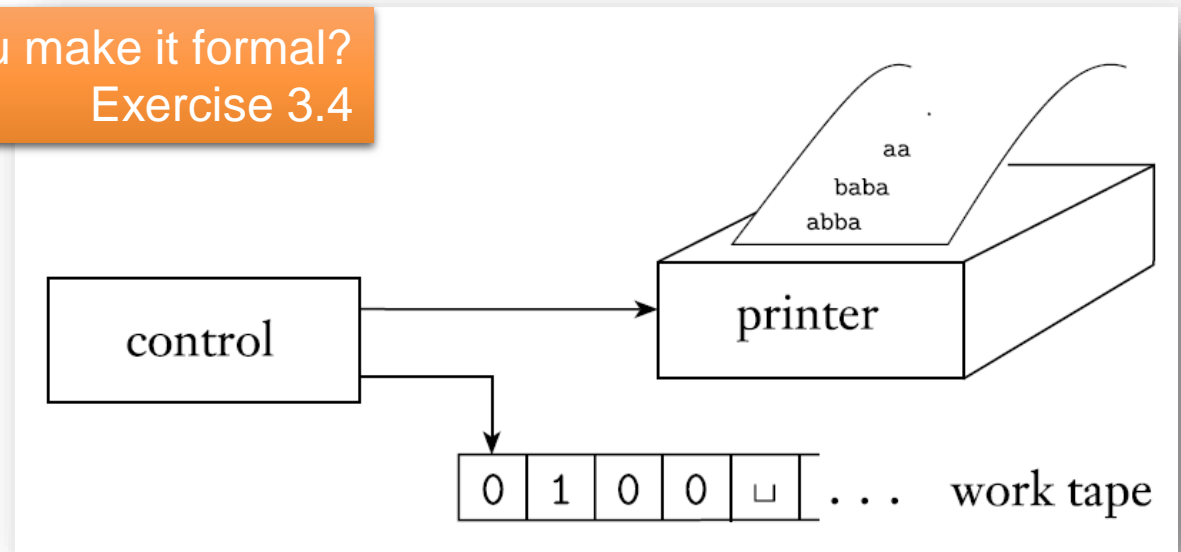 u make it formal?
Exercise 3.4
aa
baba
abba
control
printer
0 1 0 0 ⊔ . . . work tape